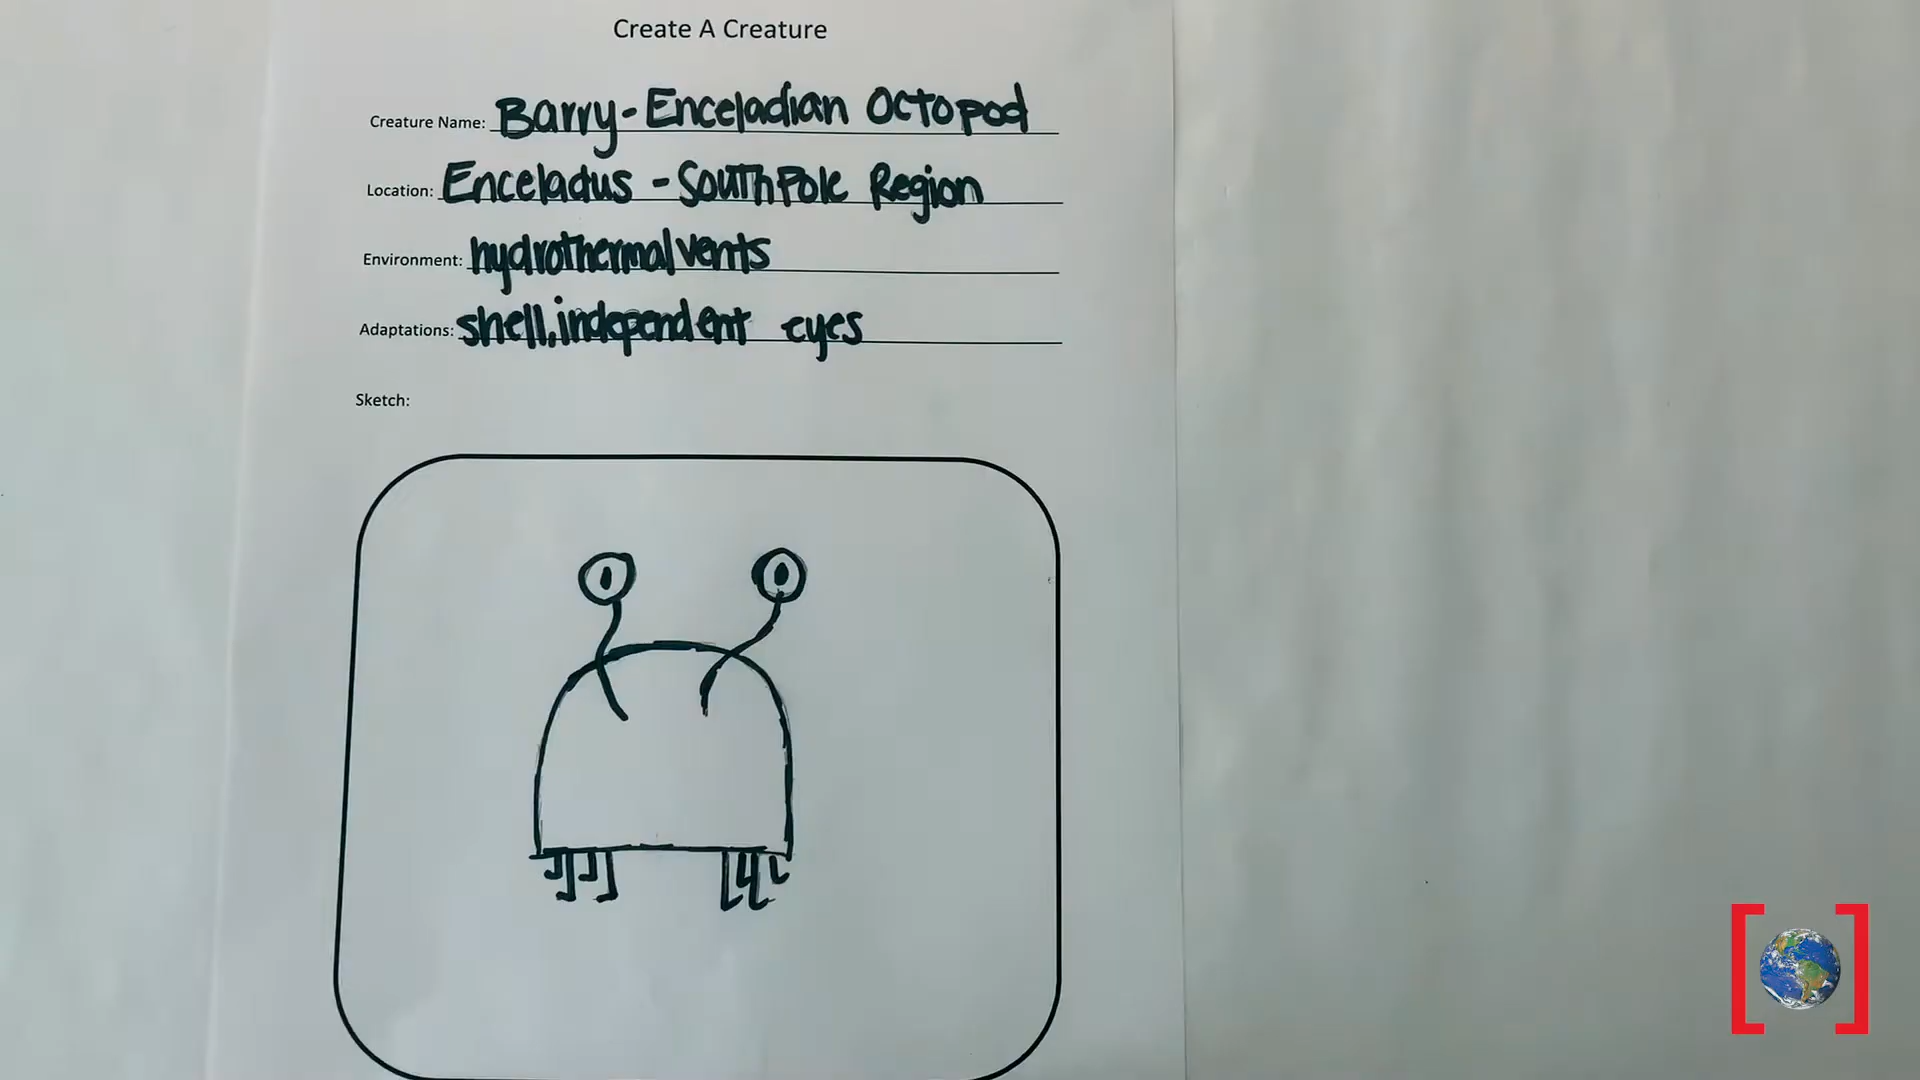 Create A Creature
Creature Name: Barry-Enceladian Octopod
Location: Enceladus - South Pole Region
Environment: hydrothermal vents
Adaptations: shell, independent eyes
Sketch: